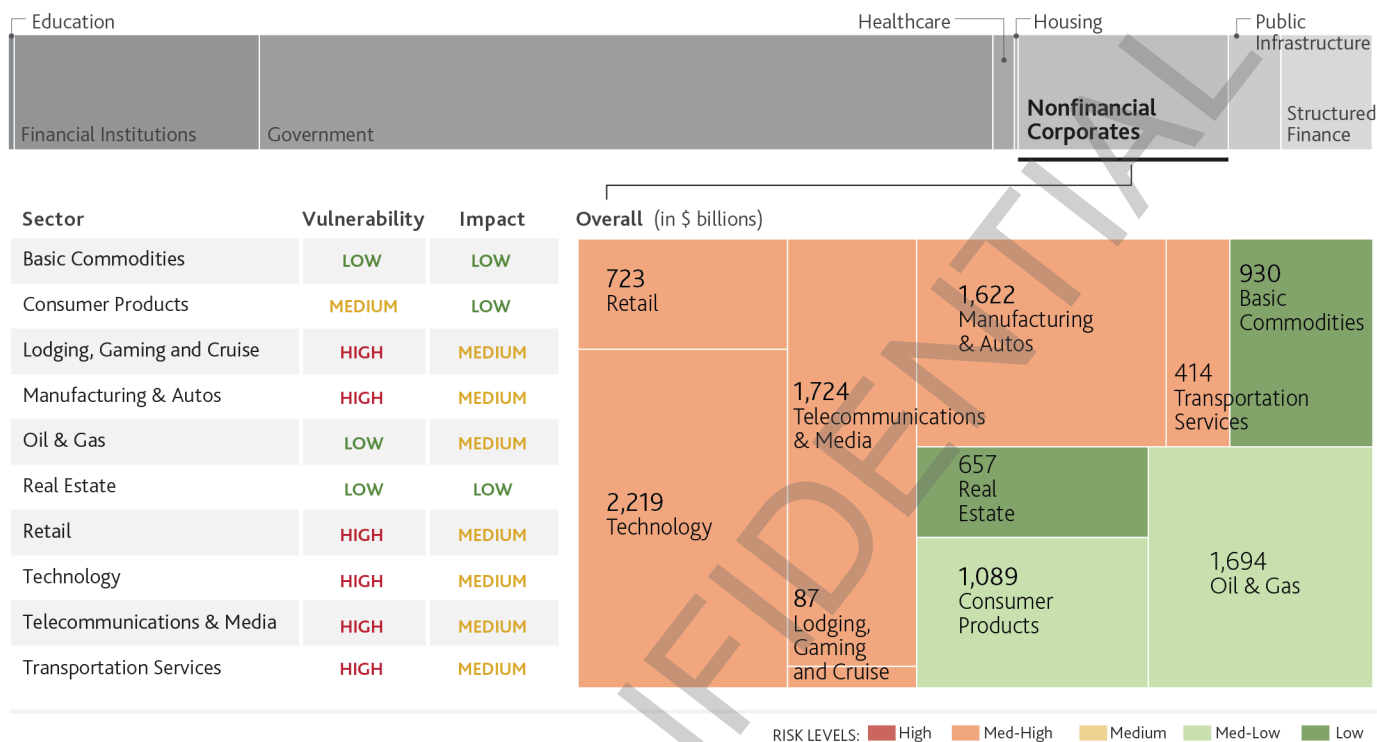 Education
Healthcare
Housing
Public
Infrastructure
Financial Institutions
Government
Nonfinancial
Corporates
Structured
Finance
Sector Vulnerability Impact
Basic Commodities LOW LOW
Consumer Products MEDIUM LOW
Lodging, Gaming and Cruise HIGH MEDIUM
Manufacturing & Autos HIGH MEDIUM
Oil & Gas LOW MEDIUM
Real Estate LOW LOW
Retail HIGH MEDIUM
Technology HIGH MEDIUM
Telecommunications & Media HIGH MEDIUM
Transportation Services HIGH MEDIUM
Overall (in $ billions)
723
Retail
2,219
Technology
1,724
Telecommunications
& Media
87
Lodging,
Gaming
and Cruise
1,622
Manufacturing
& Autos
414
Transportation
Services
930
Basic
Commodities
657
Real
Estate
1,089
Consumer
Products
1,694
Oil & Gas
RISK LEVELS: High Med-High Medium Med-Low Low
FIDENTIAL